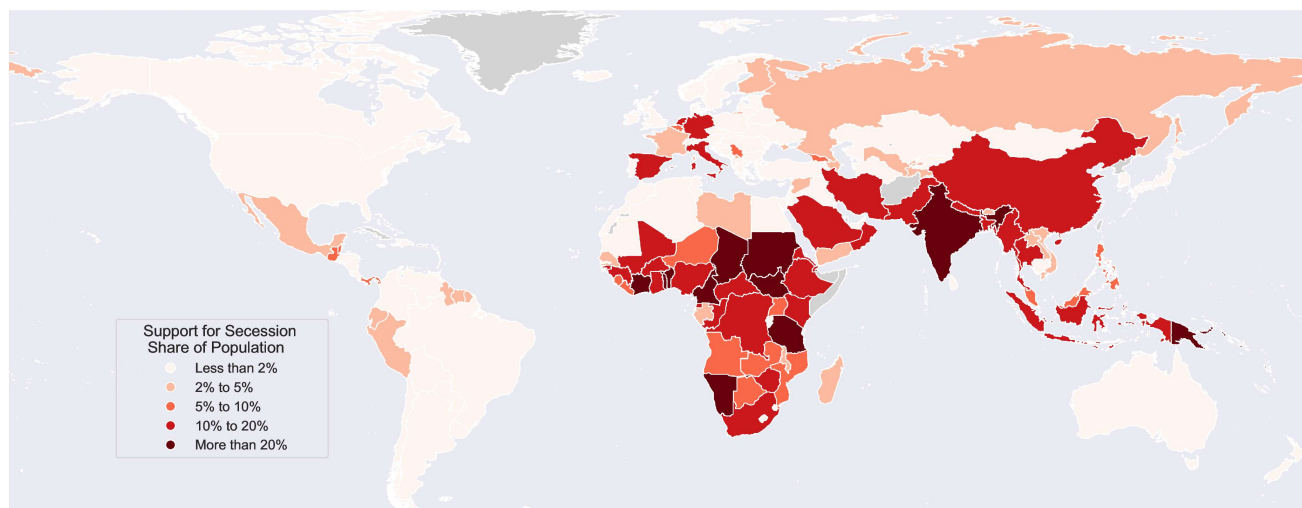 Support for Secession
Share of Population
Less than 2%
2% to 5%
5% to 10%
10% to 20%
More than 20%